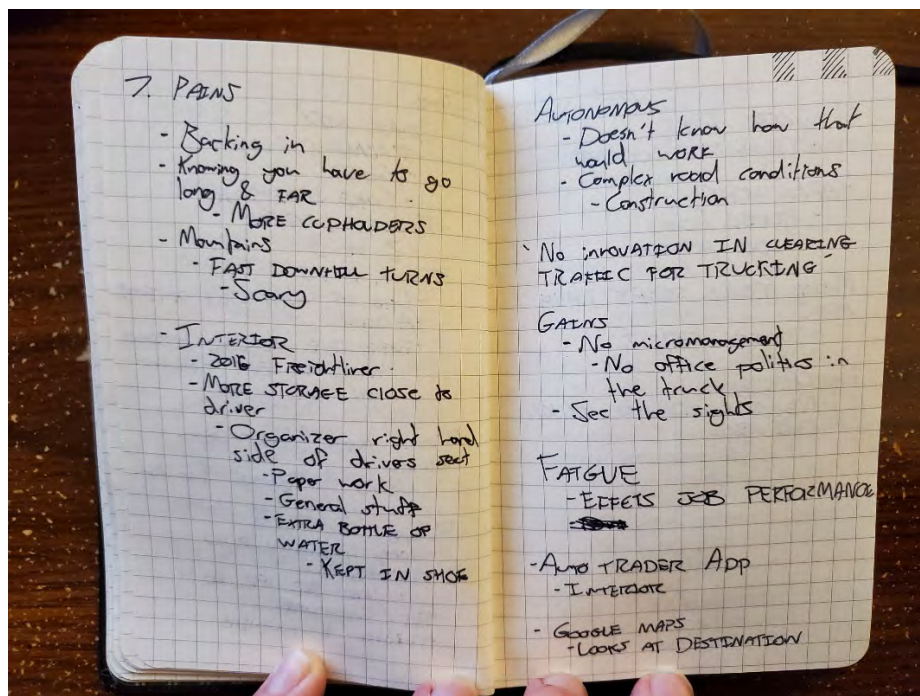 7. PAINS
- Backing in
- Knowing you have to go
long & FAR
- MORE CUPHOLDERS
- Mountains
- FAST DOWNHILL TURNS
- Scary
- INTERIOR
- 2016 Freightliner
- MORE STORAGE close to
driver
- Organizer right hand
side of drivers seat
- Paper work
- General stuff
- EXTRA BOTTLE OF
WATER
- KEPT IN SHOE
AUTONOMOUS
- Doesn't know how that
would WORK
- Complex road conditions
- Construction
"No innovation IN CLEARING
TRAFFIC FOR TRUCKING"
GAINS
- No micromanagement
- No office politics in
the truck
- See the sights
FATGUE
- EFFETS JOB PERFORMANCE
- AUTO TRADER App
- INTERIOR
- GOOGLE MAPS
- LOOKS AT DESTINATION